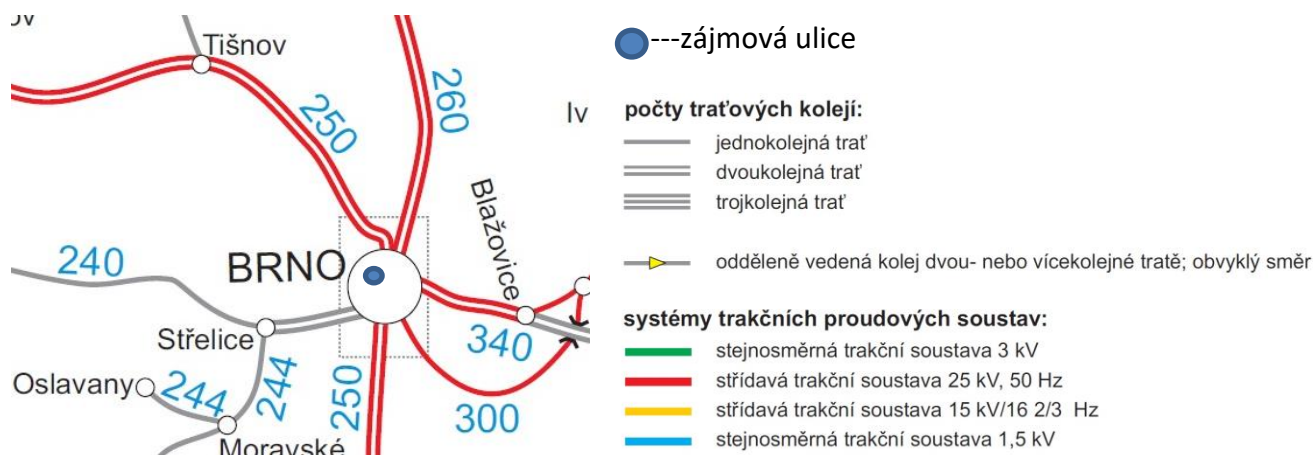 ov
Tišnov
250
260
Iv
Blažovice
240
BRNO
Střelice
340
Oslavany
244
244
250
300
Moravské
---zájmová ulice
počty traťových kolejí:
jednokolejná trať
dvoukolejná trať
trojkolejná trať
odděleně vedená kolej dvou- nebo vícekolejné tratě; obvyklý směr
systémy trakčních proudových soustav:
stejnosměrná trakční soustava 3 kV
střídavá trakční soustava 25 kV, 50 Hz
střídavá trakční soustava 15 kV/16 2/3 Hz
stejnosměrná trakční soustava 1,5 kV